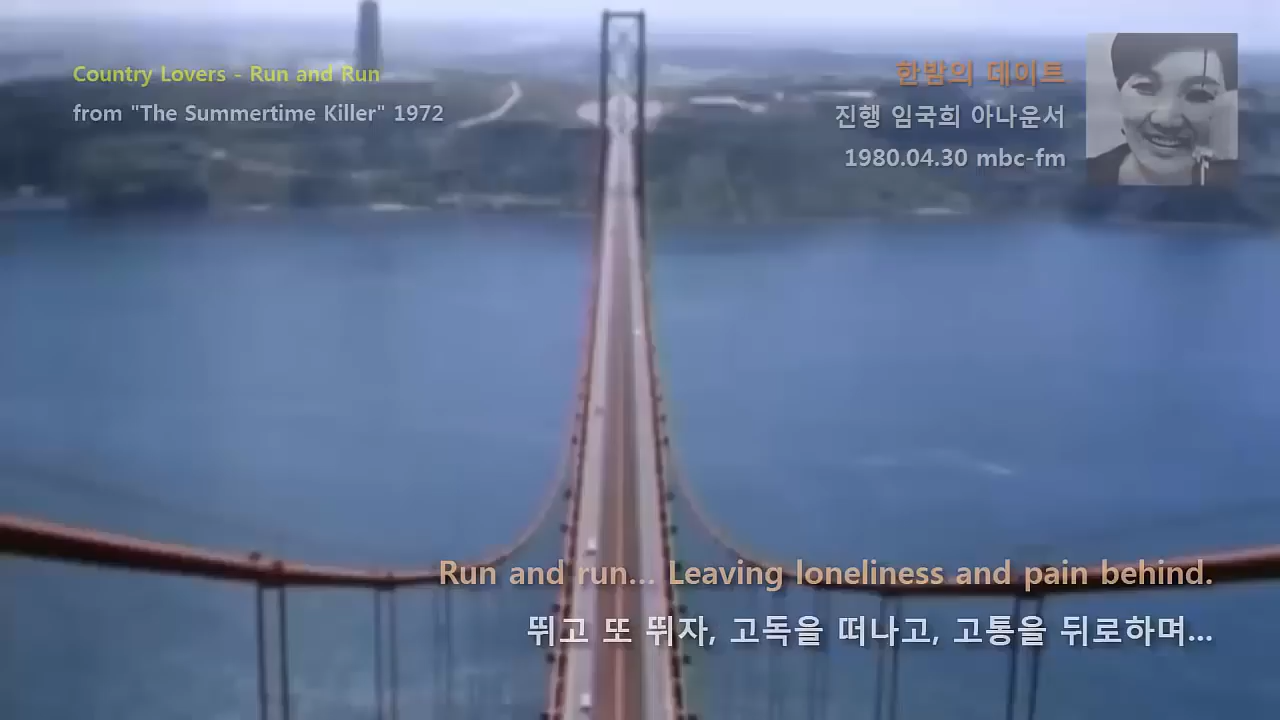 Country Lovers - Run and Run
from "The Summertime Killer" 1972
한밤의 데이트
진행 임국희 아나운서
1980.04.30 mbc-fm
Run and run... Leaving loneliness and pain behind.
뛰고 또 뛰자, 고독을 떠나고, 고통을 뒤로하며...